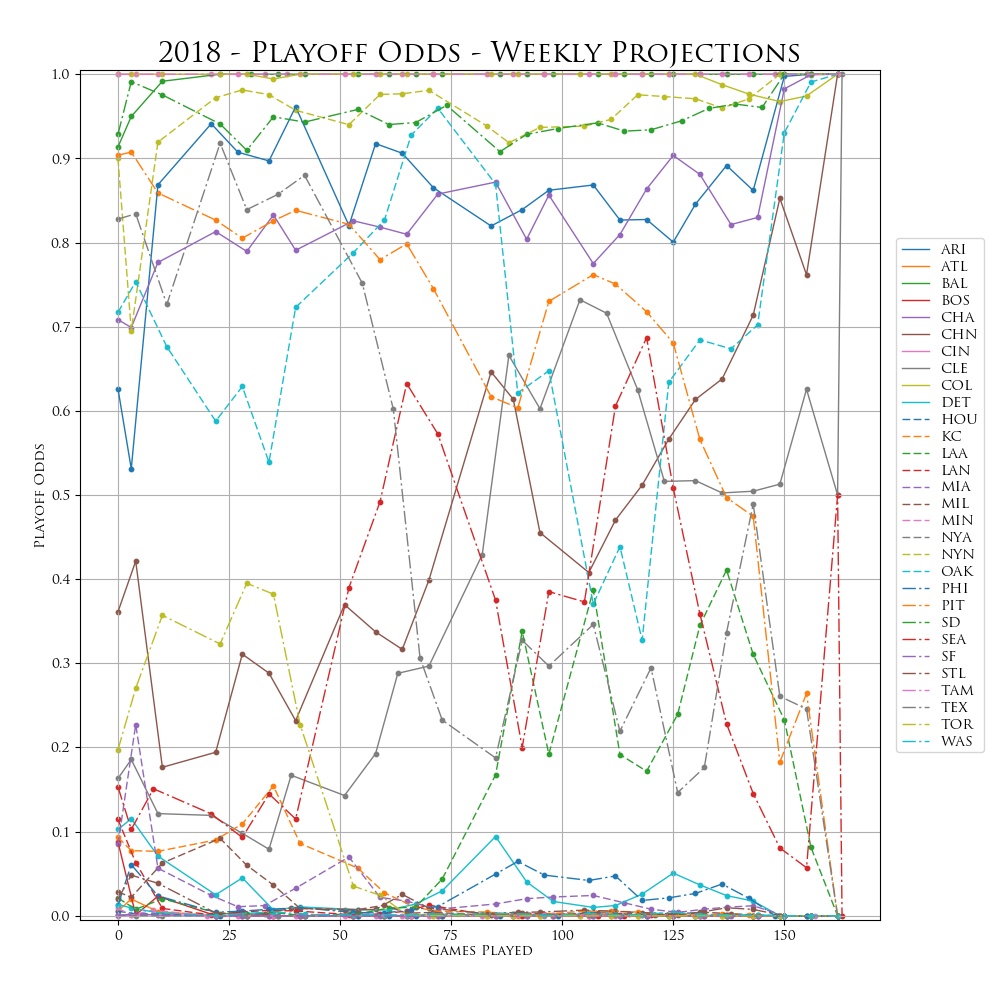 2018 - Playoff Odds - Weekly Projections
1.0
0.9
0.8
0.7
0.6
0.5
0.4
0.3
0.2
0.1
0.0
Playoff Odds
0 25 50 75 100 125 150
Games Played
ARI
ATL
BAL
BOS
CHA
CHN
CIN
CLE
COL
DET
HOU
KC
LAA
LAN
MIA
MIL
MIN
NYA
NYN
OAK
PHI
PIT
SD
SEA
SF
STL
TAM
TEX
TOR
WAS